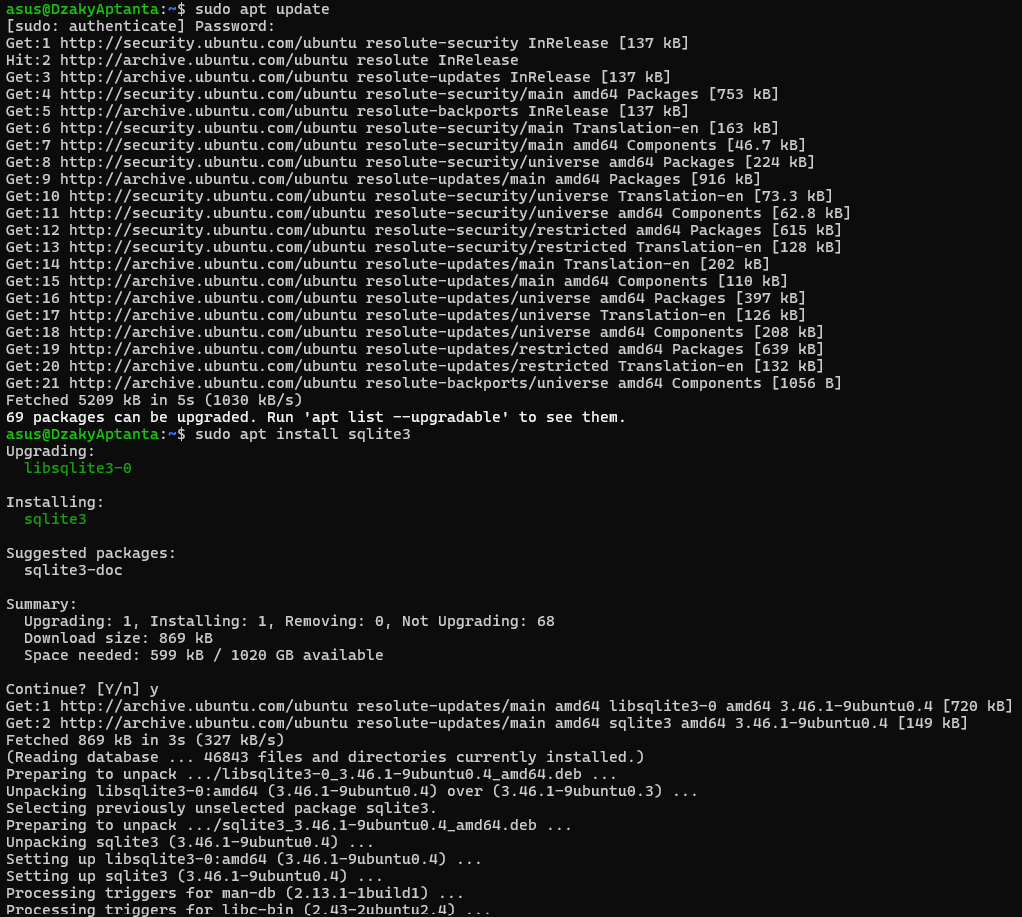 asus@DzakyAptanta:~$ sudo apt update
[sudo: authenticate] Password:
Get:1 http://security.ubuntu.com/ubuntu resolute-security InRelease [137 kB]
Hit:2 http://archive.ubuntu.com/ubuntu resolute InRelease
Get:3 http://archive.ubuntu.com/ubuntu resolute-updates InRelease [137 kB]
Get:4 http://security.ubuntu.com/ubuntu resolute-security/main amd64 Packages [753 kB]
Get:5 http://archive.ubuntu.com/ubuntu resolute-backports InRelease [137 kB]
Get:6 http://security.ubuntu.com/ubuntu resolute-security/main Translation-en [163 kB]
Get:7 http://security.ubuntu.com/ubuntu resolute-security/main amd64 Components [46.7 kB]
Get:8 http://security.ubuntu.com/ubuntu resolute-security/universe amd64 Packages [224 kB]
Get:9 http://archive.ubuntu.com/ubuntu resolute-updates/main amd64 Packages [916 kB]
Get:10 http://security.ubuntu.com/ubuntu resolute-security/universe Translation-en [73.3 kB]
Get:11 http://security.ubuntu.com/ubuntu resolute-security/universe amd64 Components [62.8 kB]
Get:12 http://security.ubuntu.com/ubuntu resolute-security/restricted amd64 Packages [615 kB]
Get:13 http://security.ubuntu.com/ubuntu resolute-security/restricted Translation-en [128 kB]
Get:14 http://archive.ubuntu.com/ubuntu resolute-updates/main Translation-en [202 kB]
Get:15 http://archive.ubuntu.com/ubuntu resolute-updates/main amd64 Components [110 kB]
Get:16 http://archive.ubuntu.com/ubuntu resolute-updates/universe amd64 Packages [397 kB]
Get:17 http://archive.ubuntu.com/ubuntu resolute-updates/universe Translation-en [126 kB]
Get:18 http://archive.ubuntu.com/ubuntu resolute-updates/universe amd64 Components [208 kB]
Get:19 http://archive.ubuntu.com/ubuntu resolute-updates/restricted amd64 Packages [639 kB]
Get:20 http://archive.ubuntu.com/ubuntu resolute-updates/restricted Translation-en [132 kB]
Get:21 http://archive.ubuntu.com/ubuntu resolute-backports/universe amd64 Components [1056 B]
Fetched 5209 kB in 5s (1030 kB/s)
69 packages can be upgraded. Run 'apt list --upgradable' to see them.
asus@DzakyAptanta:~$ sudo apt install sqlite3
Upgrading:
  libsqlite3-0

Installing:
  sqlite3

Suggested packages:
  sqlite3-doc

Summary:
  Upgrading: 1, Installing: 1, Removing: 0, Not Upgrading: 68
  Download size: 869 kB
  Space needed: 599 kB / 1020 GB available

Continue? [Y/n] y
Get:1 http://archive.ubuntu.com/ubuntu resolute-updates/main amd64 libsqlite3-0 amd64 3.46.1-9ubuntu0.4 [720 kB]
Get:2 http://archive.ubuntu.com/ubuntu resolute-updates/main amd64 sqlite3 amd64 3.46.1-9ubuntu0.4 [149 kB]
Fetched 869 kB in 3s (327 kB/s)
(Reading database ... 46843 files and directories currently installed.)
Preparing to unpack .../libsqlite3-0_3.46.1-9ubuntu0.4_amd64.deb ...
Unpacking libsqlite3-0:amd64 (3.46.1-9ubuntu0.4) over (3.46.1-9ubuntu0.3) ...
Selecting previously unselected package sqlite3.
Preparing to unpack .../sqlite3_3.46.1-9ubuntu0.4_amd64.deb ...
Unpacking sqlite3 (3.46.1-9ubuntu0.4) ...
Setting up libsqlite3-0:amd64 (3.46.1-9ubuntu0.4) ...
Setting up sqlite3 (3.46.1-9ubuntu0.4) ...
Processing triggers for man-db (2.13.1-1build1) ...
Processing triggers for libc-bin (2.43-2ubuntu2.4) ...